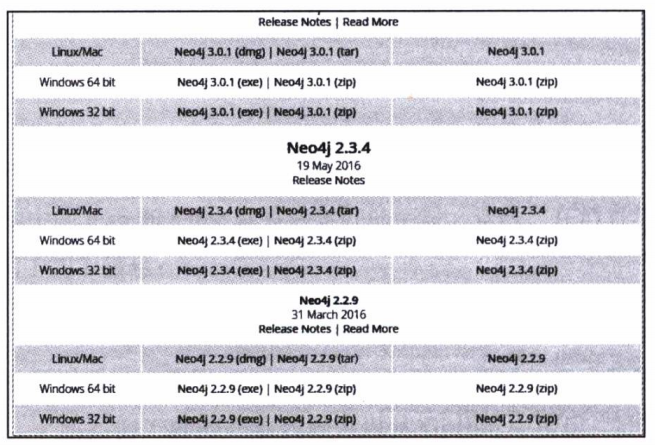 Release Notes | Read More
Linux/Mac Neo4j 3.0.1 (dmg) | Neo4j 3.0.1 (tar) Neo4j 3.0.1
Windows 64 bit Neo4j 3.0.1 (exe) | Neo4j 3.0.1 (zip) Neo4j 3.0.1 (zip)
Windows 32 bit Neo4j 3.0.1 (exe) | Neo4j 3.0.1 (zip) Neo4j 3.0.1 (zip)
Neo4j 2.3.4
19 May 2016
Release Notes
Linux/Mac Neo4j 2.3.4 (dmg) | Neo4j 2.3.4 (tar) Neo4j 2.3.4
Windows 64 bit Neo4j 2.3.4 (exe) | Neo4j 2.3.4 (zip) Neo4j 2.3.4 (zip)
Windows 32 bit Neo4j 2.3.4 (exe) | Neo4j 2.3.4 (zip) Neo4j 2.3.4 (zip)
Neo4j 2.2.9
31 March 2016
Release Notes | Read More
Linux/Mac Neo4j 2.2.9 (dmg) | Neo4j 2.2.9 (tar) Neo4j 2.2.9
Windows 64 bit Neo4j 2.2.9 (exe) | Neo4j 2.2.9 (zip) Neo4j 2.2.9 (zip)
Windows 32 bit Neo4j 2.2.9 (exe) | Neo4j 2.2.9 (zip) Neo4j 2.2.9 (zip)